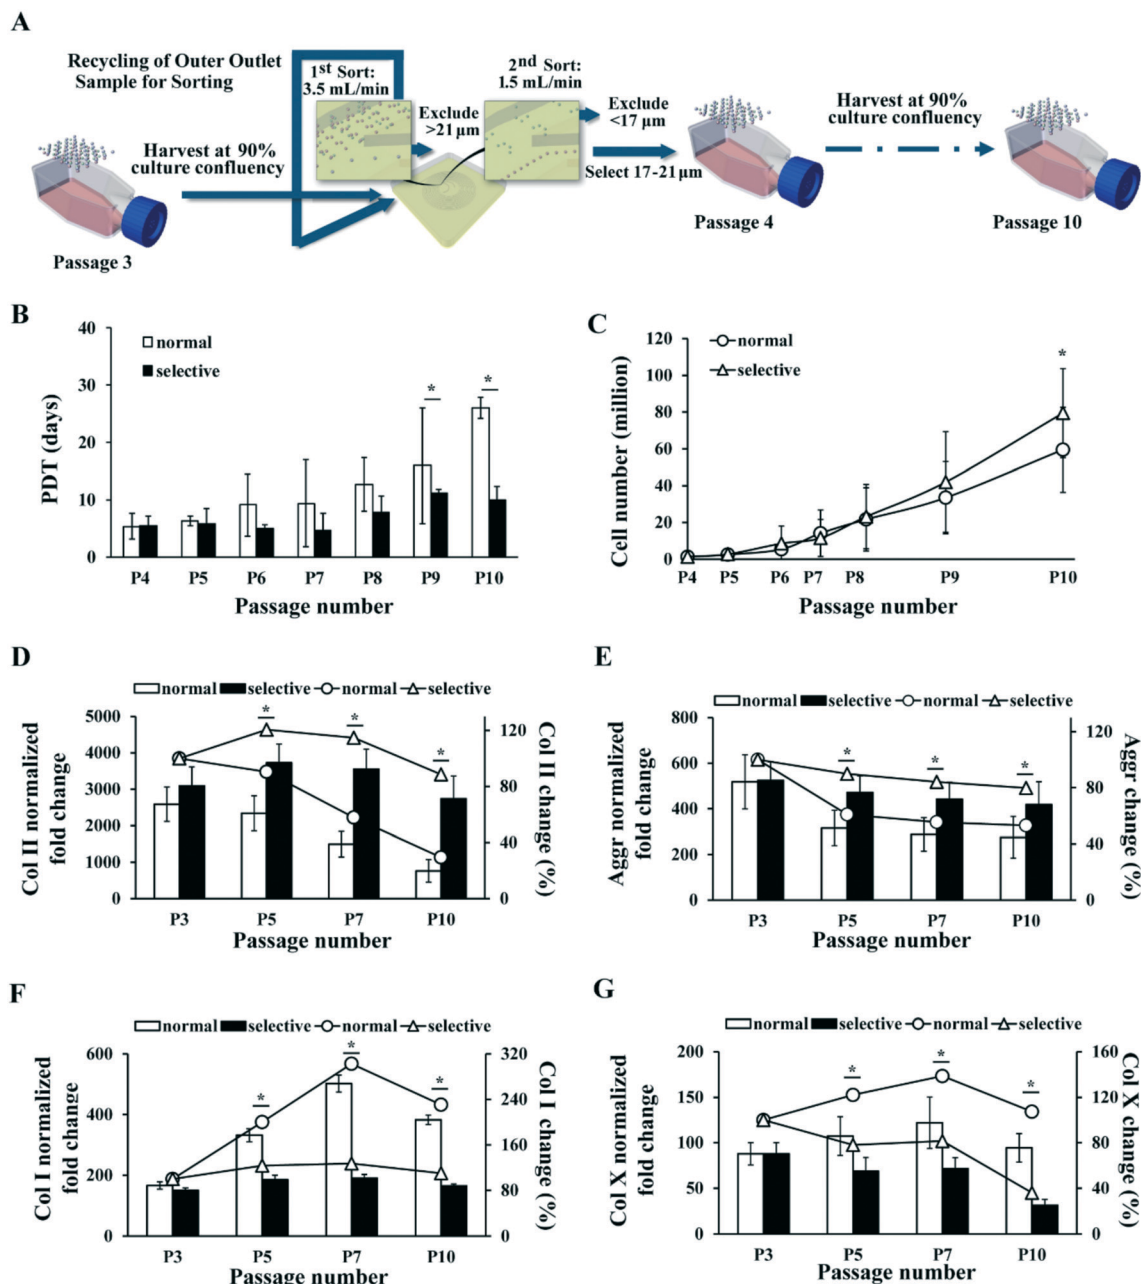 A
Recycling of Outer Outlet
Sample for Sorting
1st Sort:
3.5 mL/min
Exclude
>21 μm
2nd Sort:
1.5 mL/min
Exclude
<17 μm
Select 17-21 μm
Harvest at 90%
culture confluency
Harvest at 90%
culture confluency
Passage 3
Passage 4
Passage 10
B
PDT (days)
40
30
20
10
0
normal
selective
*
*
P4 P5 P6 P7 P8 P9 P10
Passage number
C
Cell number (million)
120
100
80
60
40
20
0
normal
selective
*
P4 P5 P6 P7 P8 P9 P10
Passage number
D
normal selective normal selective
Col II normalized
fold change
5000
4000
3000
2000
1000
0
* * *
120
80
40
0
Col II change (%)
P3 P5 P7 P10
Passage number
E
normal selective normal selective
Aggr normalized
fold change
800
600
400
200
0
* * *
120
80
40
0
Aggr change (%)
P3 P5 P7 P10
Passage number
F
normal selective normal selective
Col I normalized
fold change
600
400
200
0
* * *
320
240
160
80
0
Col I change (%)
P3 P5 P7 P10
Passage number
G
normal selective normal selective
Col X normalized
fold change
200
150
100
50
0
* * *
160
120
80
40
0
Col X change (%)
P3 P5 P7 P10
Passage number